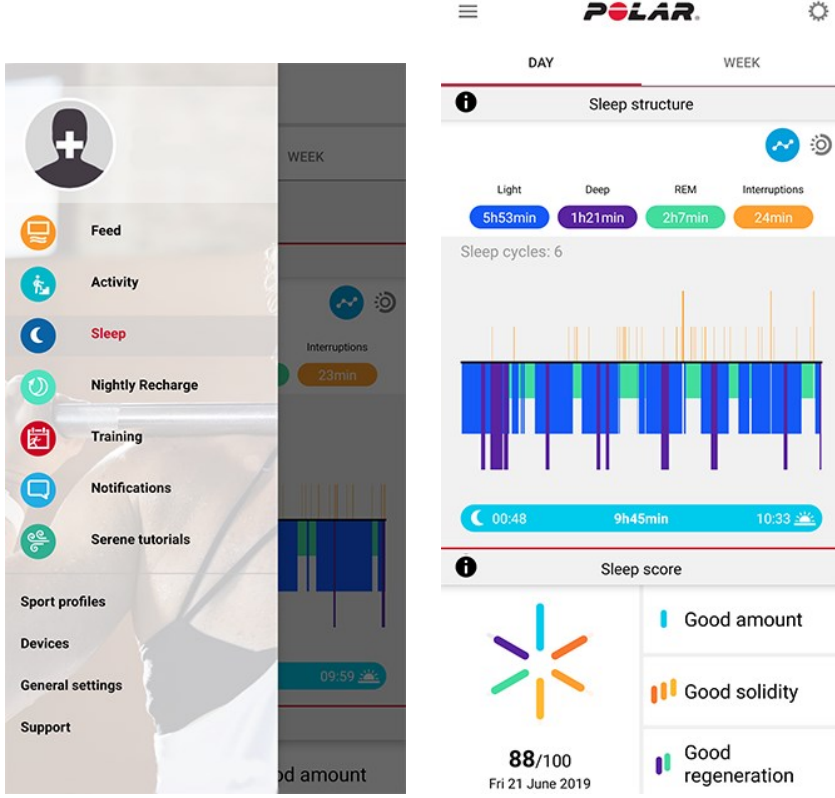 WEEK
Feed
Activity
Sleep
Nightly Recharge
Training
Notifications
Serene tutorials
Sport profiles
Devices
General settings
Support
Interruptions
23min
09:59
od amount
POLAR
DAY WEEK
Sleep structure
Light Deep REM Interruptions
5h53min 1h21min 2h7min 24min
Sleep cycles: 6
00:48 9h45min 10:33
Sleep score
Good amount
Good solidity
Good
regeneration
88/100
Fri 21 June 2019